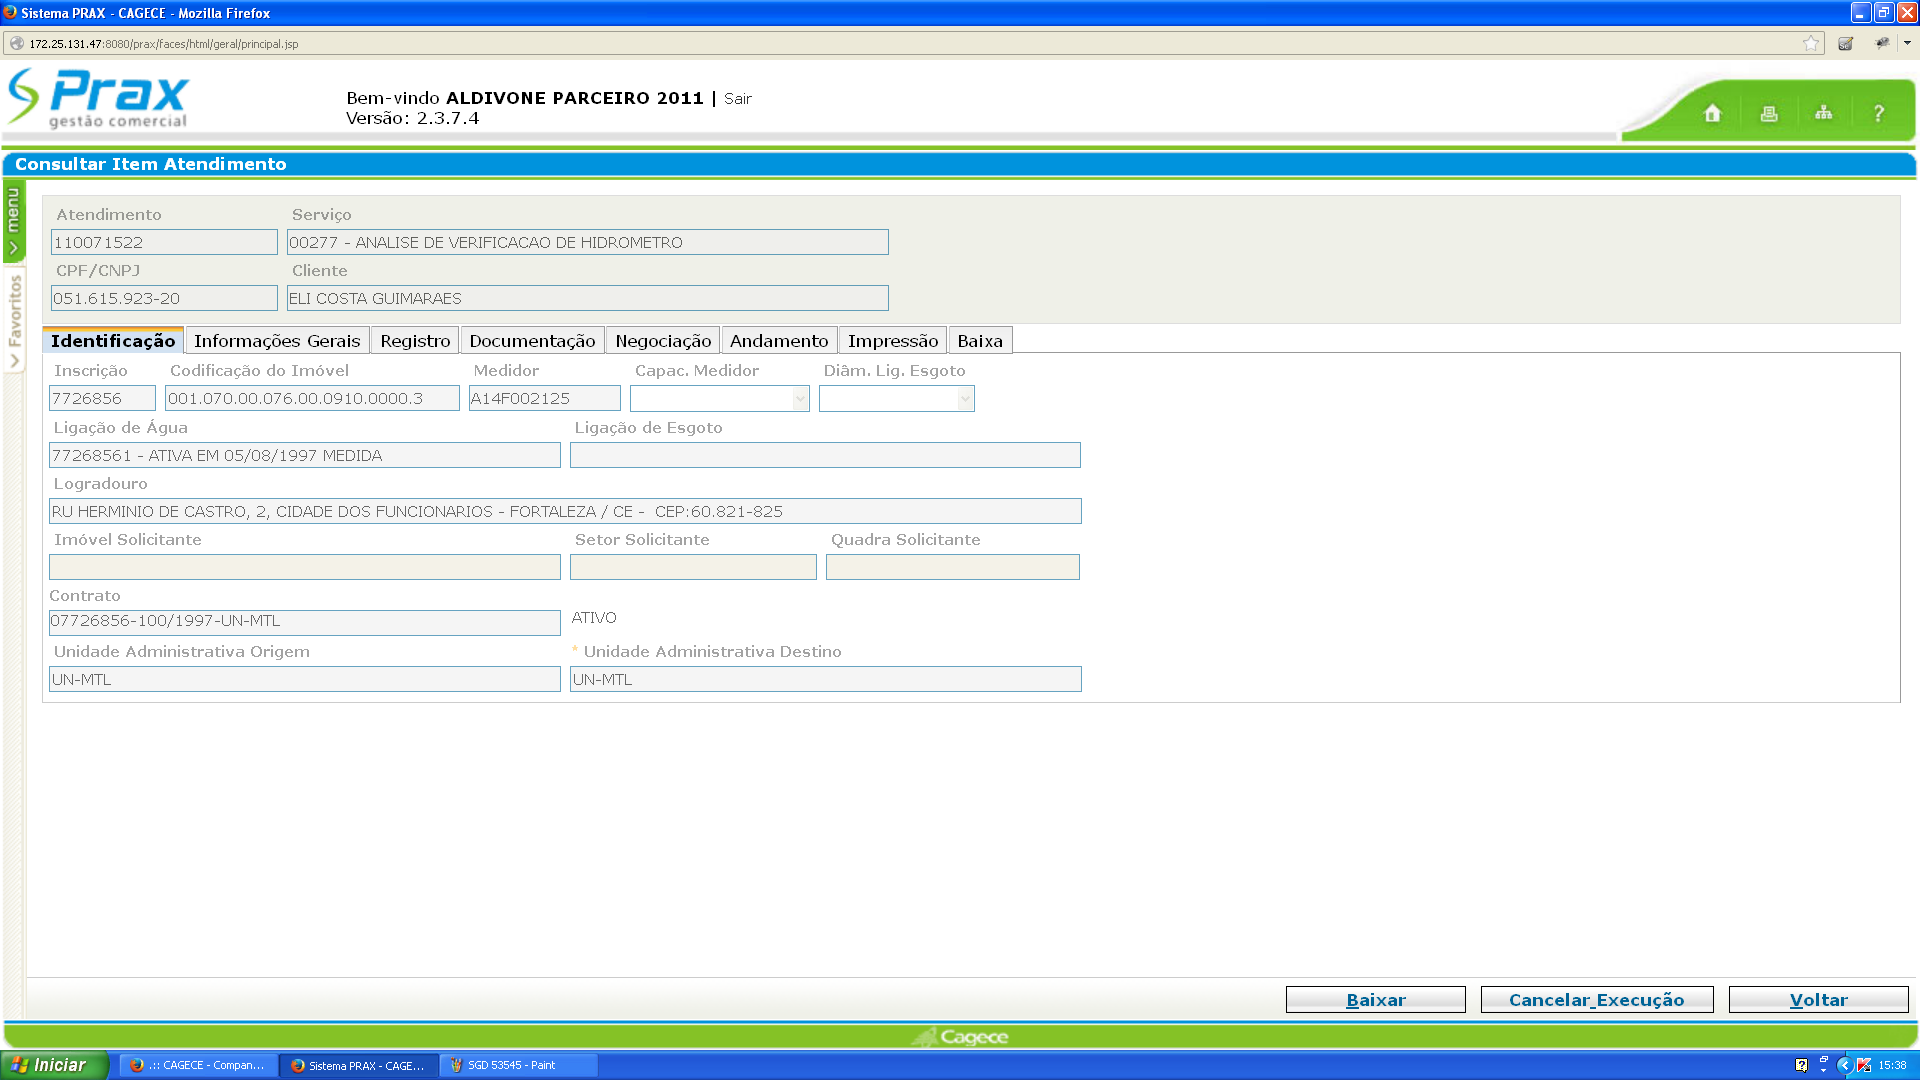 Sistema PRAX - CAGECE - Mozilla Firefox
172.25.131.47:8080/prax/faces/html/geral/principal.jsp
Prax
gestão comercial
Bem-vindo ALDIVONE PARCEIRO 2011 | Sair
Versão: 2.3.7.4
?
Consultar Item Atendimento
menu
Favoritos
Atendimento Serviço
110071522 00277 - ANALISE DE VERIFICACAO DE HIDROMETRO
CPF/CNPJ Cliente
051.615.923-20 ELI COSTA GUIMARAES
Identificação Informações Gerais Registro Documentação Negociação Andamento Impressão Baixa
Inscrição Codificação do Imóvel Medidor Capac. Medidor Diâm. Lig. Esgoto
7726856 001.070.00.076.00.0910.0000.3 A14F002125
Ligação de Água Ligação de Esgoto
77268561 - ATIVA EM 05/08/1997 MEDIDA
Logradouro
RU HERMINIO DE CASTRO, 2, CIDADE DOS FUNCIONARIOS - FORTALEZA / CE - CEP:60.821-825
Imóvel Solicitante Setor Solicitante Quadra Solicitante
Contrato
07726856-100/1997-UN-MTL ATIVO
Unidade Administrativa Origem * Unidade Administrativa Destino
UN-MTL UN-MTL
Baixar Cancelar Execução Voltar
Cagece
Iniciar .:: CAGECE - Compan... Sistema PRAX - CAGE... SGD 53545 - Paint 15:38